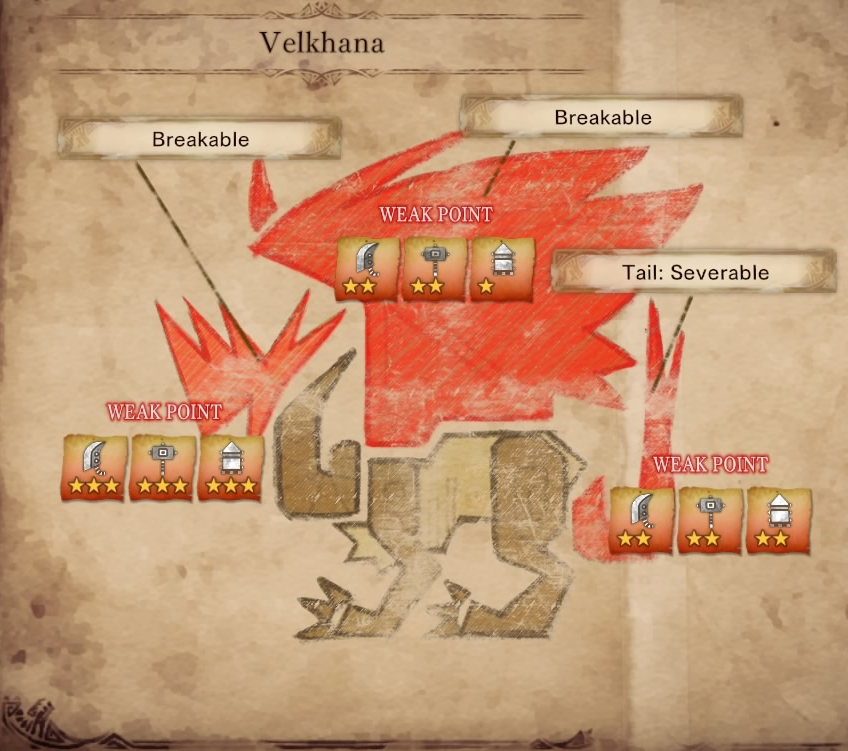 Velkhana
Breakable
Breakable
WEAK POINT
Tail: Severable
WEAK POINT
WEAK POINT